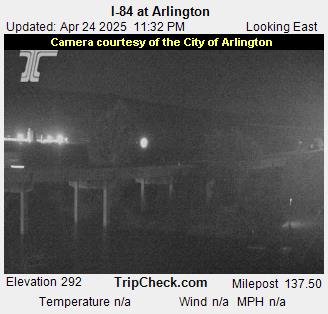 I-84 at Arlington
Updated: Apr 24 2025 11:32 PM Looking East
Camera courtesy of the City of Arlington
Elevation 292 TripCheck.com Milepost 137.50
Temperature n/a Wind n/a MPH n/a